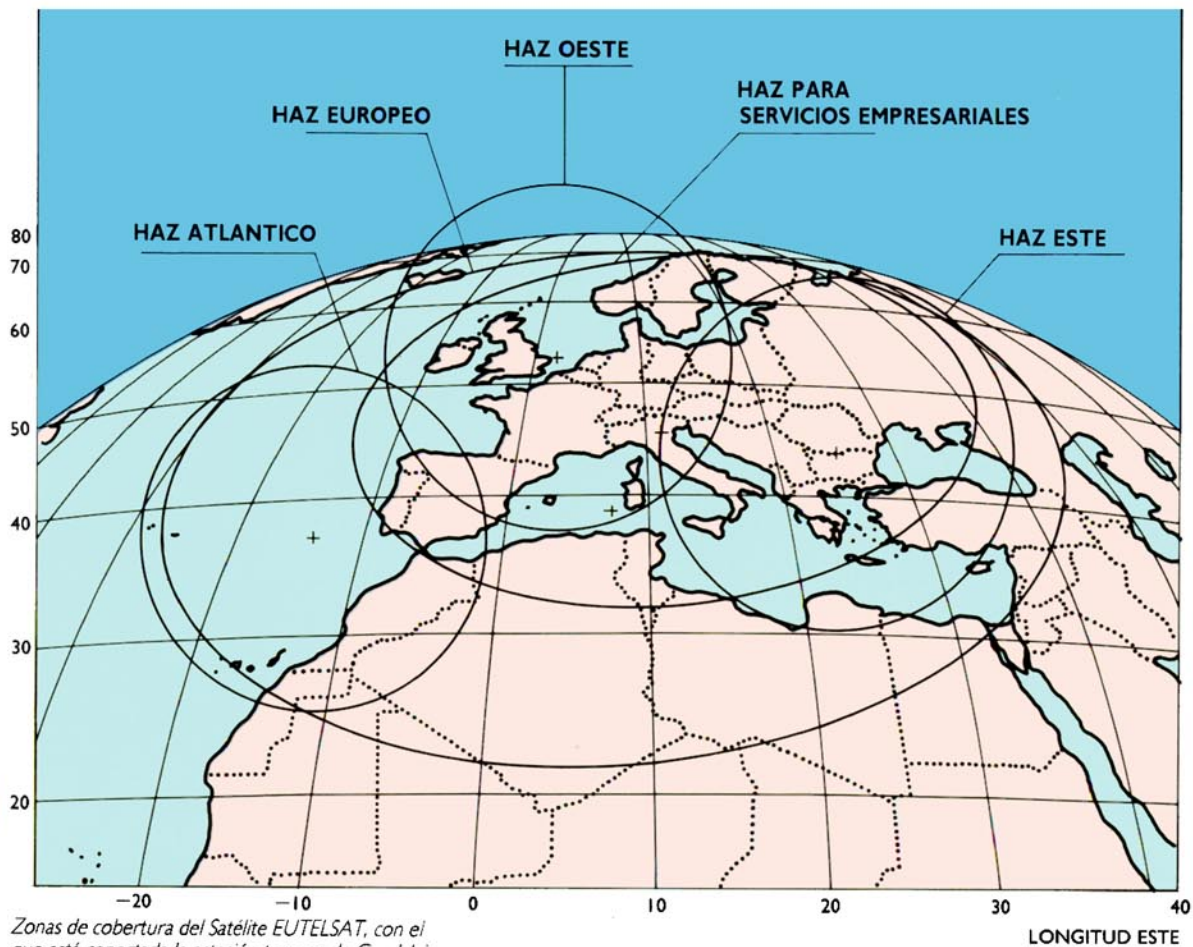 HAZ OESTE
HAZ PARA
SERVICIOS EMPRESARIALES
HAZ EUROPEO
HAZ ATLANTICO
HAZ ESTE
80
70
60
50
40
30
20
−20 −10 0 10 20 30 40
Zonas de cobertura del Satélite EUTELSAT, con el
LONGITUD ESTE